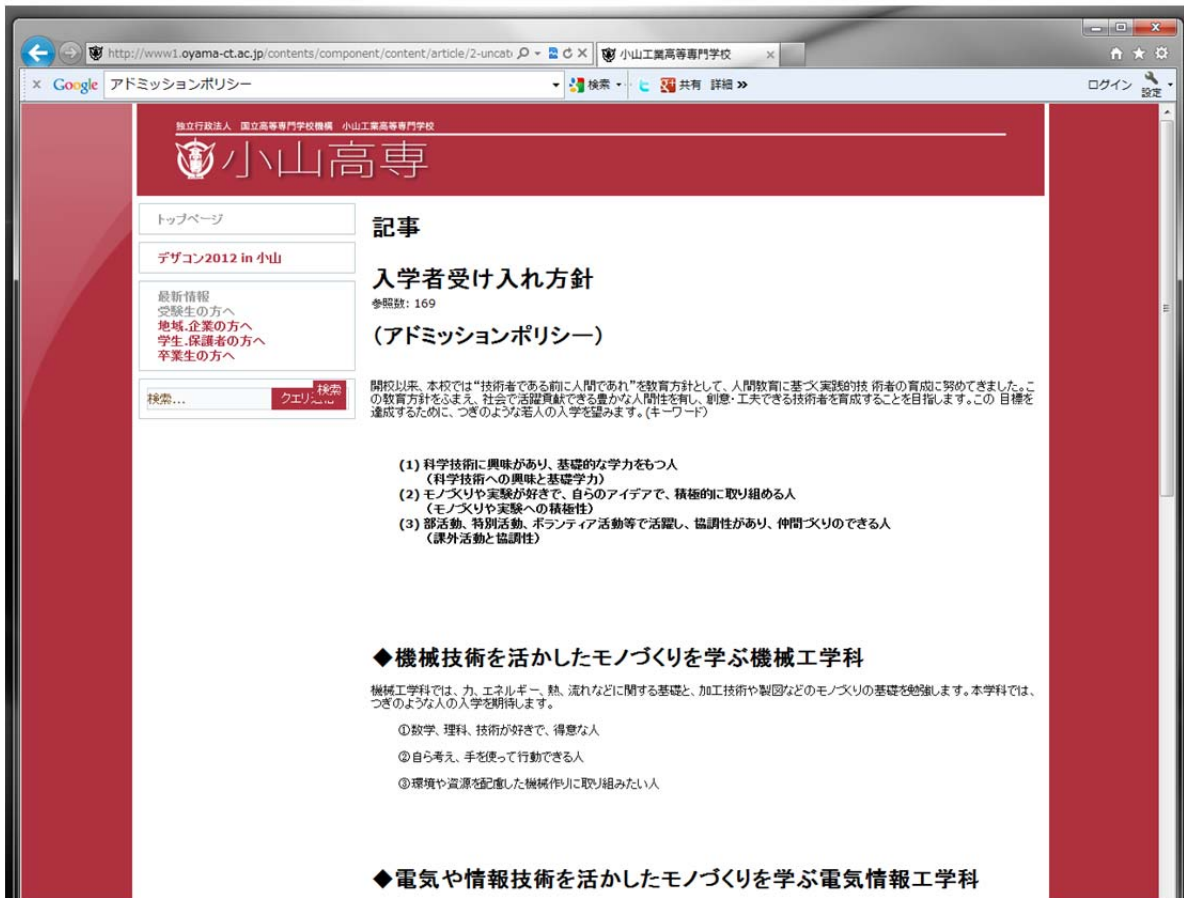 http://www1.oyama-ct.ac.jp/contents/component/content/article/2-uncat
小山工業高等専門学校
× Google アドミッションポリシー 検索 共有 詳細 » ログイン 設定
独立行政法人 国立高等専門学校機構 小山工業高等専門学校
小山高専
トップページ
デザコン2012 in 小山
最新情報
受験生の方へ
地域.企業の方へ
学生.保護者の方へ
卒業生の方へ
検索... 検索
記事
入学者受け入れ方針
参照数: 169
（アドミッションポリシー）
開校以来、本校では“技術者である前に人間であれ”を教育方針として、人間教育に基づく実践的技 術者の育成に努めてきました。こ
の教育方針をふまえ、社会で活躍貢献できる豊かな人間性を有し、創意・工夫できる技術者を育成することを目指します。この 目標を
達成するために、つぎのような若人の入学を望みます。(キーワード)
(1) 科学技術に興味があり、基礎的な学力をもつ人
（科学技術への興味と基礎学力）
(2) モノづくりや実験が好きで、自らのアイデアで、積極的に取り組める人
（モノづくりや実験への積極性）
(3) 部活動、特別活動、ボランティア活動等で活躍し、協調性があり、仲間づくりのできる人
（課外活動と協調性）
◆機械技術を活かしたモノづくりを学ぶ機械工学科
機械工学科では、力、エネルギー、熱、流れなどに関する基礎と、加工技術や製図などのモノづくりの基礎を勉強します。本学科では、
つぎのような人の入学を期待します。
①数学、理科、技術が好きで、得意な人
②自ら考え、手を使って行動できる人
③環境や資源を配慮した機械作りに取り組みたい人
◆電気や情報技術を活かしたモノづくりを学ぶ電気情報工学科